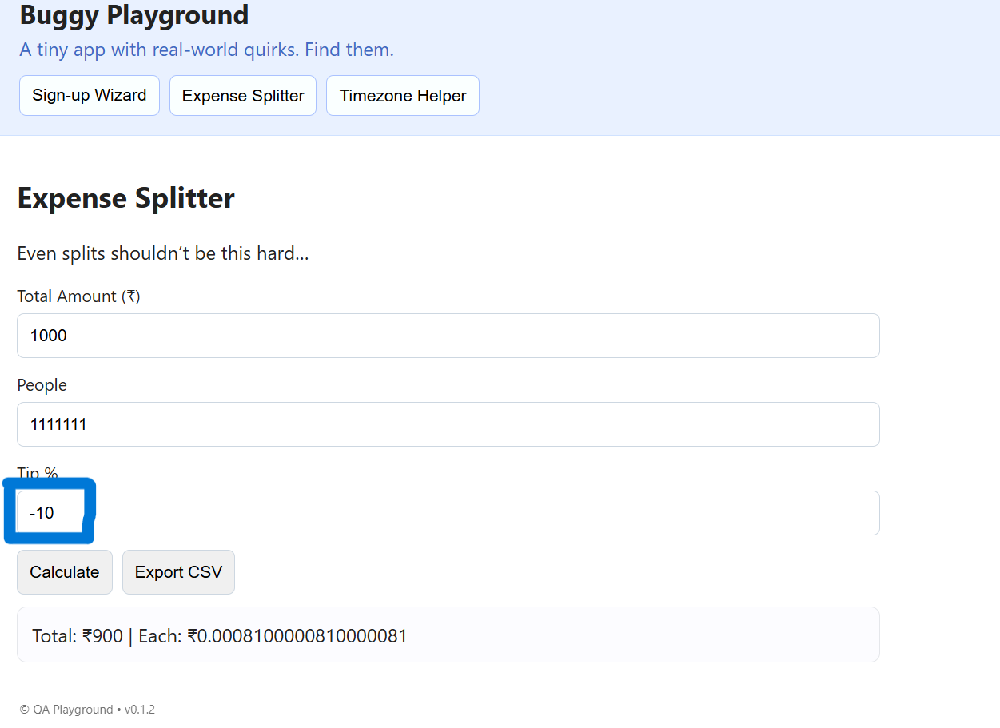 Buggy Playground
A tiny app with real-world quirks. Find them.
Sign-up Wizard Expense Splitter Timezone Helper
Expense Splitter
Even splits shouldn’t be this hard…
Total Amount (₹)
1000
People
1111111
Tip %
-10
Calculate Export CSV
Total: ₹900 | Each: ₹0.0008100000810000081
© QA Playground • v0.1.2